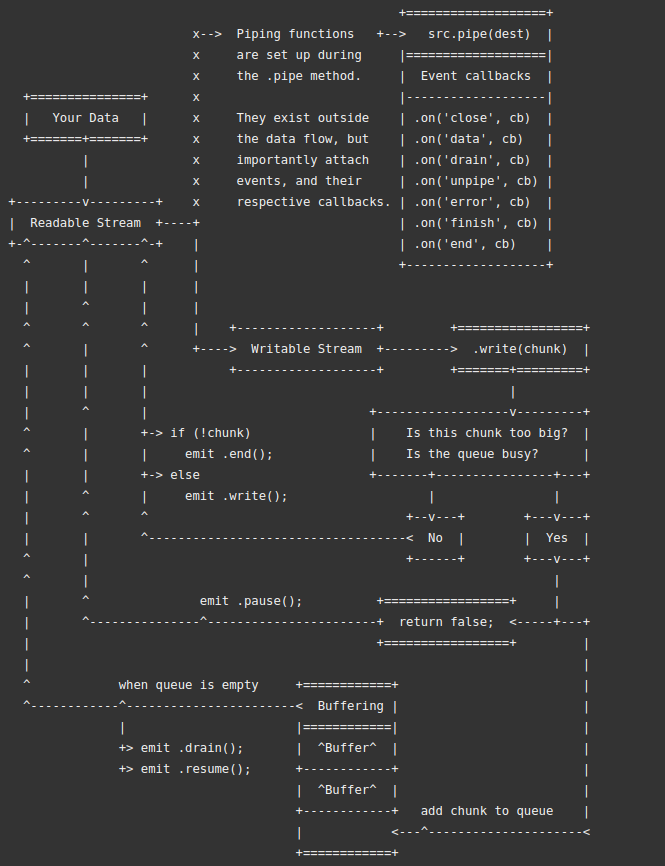 +===================+
                         x-->  Piping functions   +-->   src.pipe(dest)  |
                         x     are set up during     |===================|
                         x     the .pipe method.     |  Event callbacks  |
  +===============+      x                           |-------------------|
  |   Your Data   |      x     They exist outside    | .on('close', cb)  |
  +=======+=======+      x     the data flow, but    | .on('data', cb)   |
          |              x     importantly attach    | .on('drain', cb)  |
          |              x     events, and their     | .on('unpipe', cb) |
+---------v---------+    x     respective callbacks. | .on('error', cb)  |
|  Readable Stream  +----+                           | .on('finish', cb) |
+-^-------^-------^-+    |                           | .on('end', cb)    |
  ^       |       ^      |                           +-------------------+
  |       |       |      |
  |       ^       |      |
  ^       ^       ^      |    +-------------------+         +=================+
  ^       |       ^      +---->  Writable Stream  +--------->  .write(chunk)  |
  |       |       |           +-------------------+         +=======+=========+
  |       |       |                                                 |
  |       ^       |                              +------------------v---------+
  ^       |       +-> if (!chunk)                |    Is this chunk too big?  |
  ^       |       |     emit .end();             |    Is the queue busy?      |
  |       |       +-> else                       +-------+----------------+---+
  |       ^       |     emit .write();                   |                |
  |       ^       ^                                   +--v---+        +---v---+
  |       |       ^-----------------------------------<  No  |        |  Yes  |
  ^       |                                           +------+        +---v---+
  ^       |                                                               |
  |       ^               emit .pause();          +=================+     |
  |       ^---------------^-----------------------+  return false;  <-----+---+
  |                                               +=================+         |
  |                                                                           |
  ^            when queue is empty     +============+                         |
  ^------------^-----------------------<  Buffering |                         |
               |                       |============|                         |
               +> emit .drain();       |  ^Buffer^  |                         |
               +> emit .resume();      +------------+                         |
                                       |  ^Buffer^  |                         |
                                       +------------+   add chunk to queue    |
                                       |            <---^---------------------<
                                       +============+